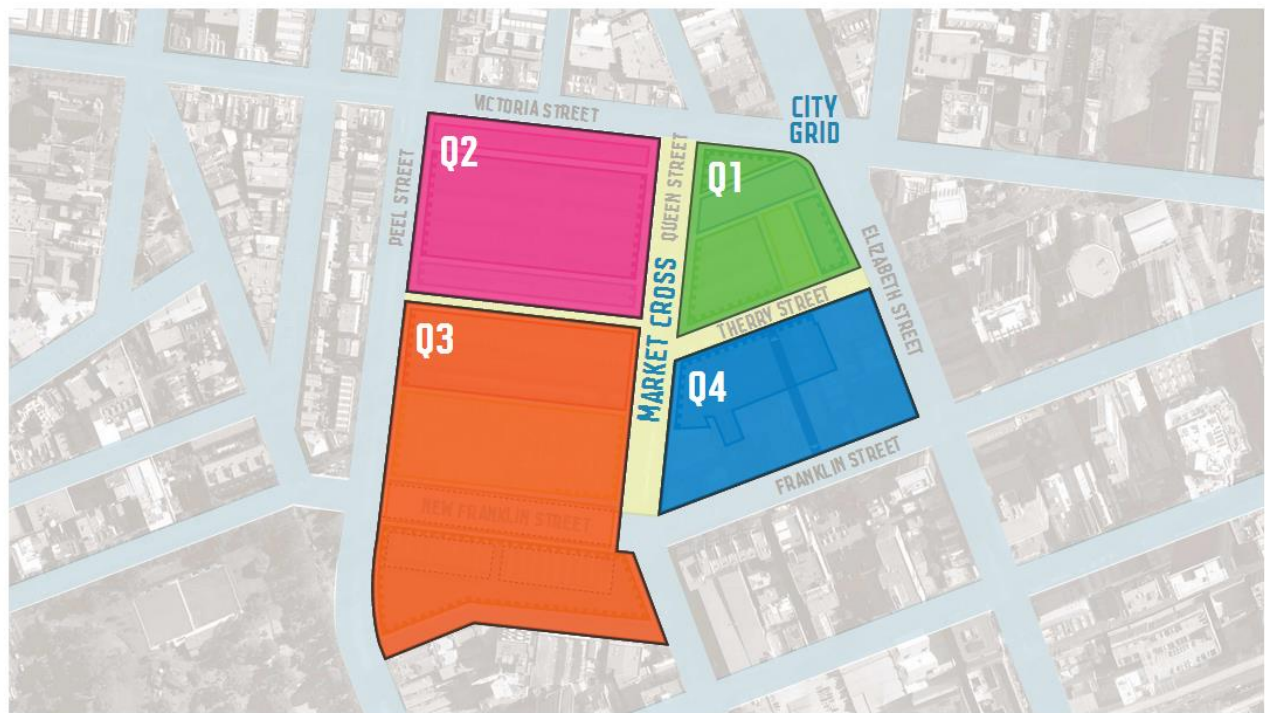 VICTORIA STREET
CITY
GRID
Q2
PEEL STREET
QUEEN STREET
Q1
ELIZABETH STREET
MARKET CROSS
THERRY STREET
Q3
Q4
FRANKLIN STREET
NEW FRANKLIN STREET